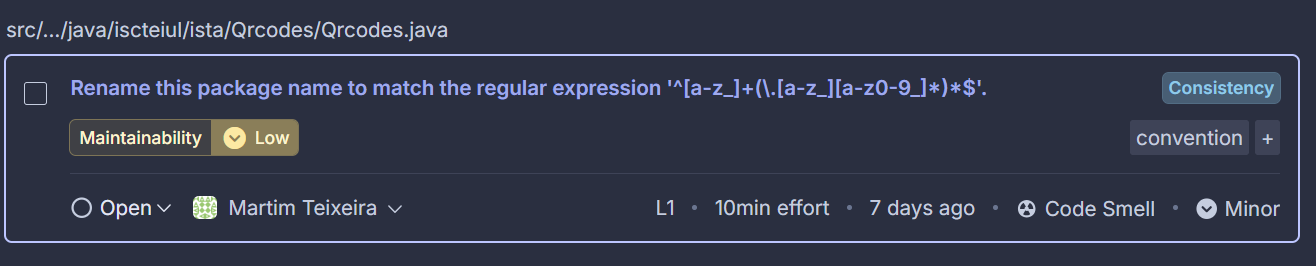 src/.../java/iscteiul/ista/Qrcodes/Qrcodes.java
Rename this package name to match the regular expression '^[a-z_]+(\.[a-z_][a-z0-9_]*)*$'.
Consistency
Maintainability Low
convention +
Open Martim Teixeira L1 • 10min effort • 7 days ago • Code Smell • Minor